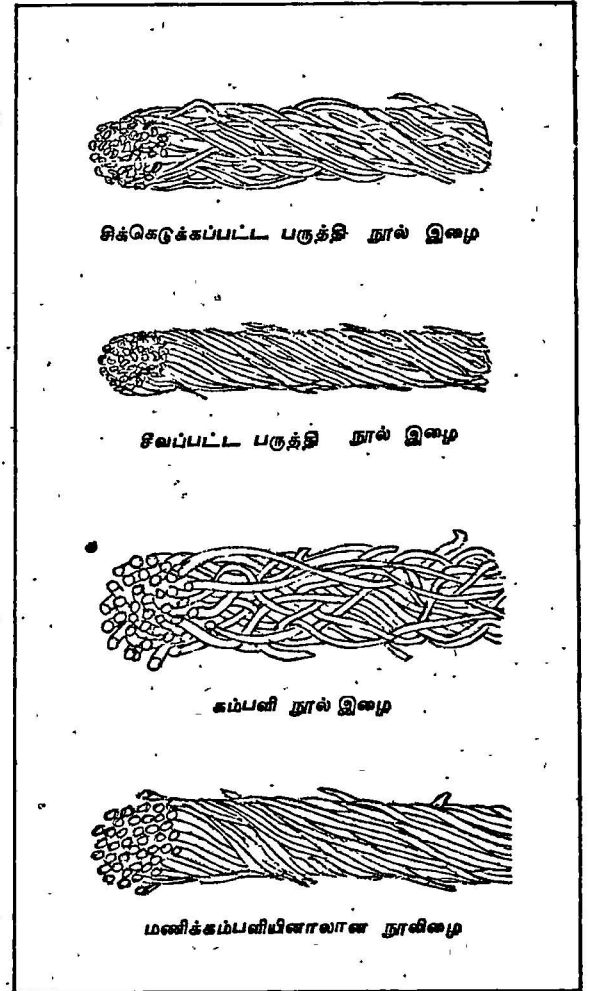 சிக்கெடுக்கப்பட்ட பருத்தி நூல் இழை
சீவப்பட்ட பருத்தி நூல் இழை
கம்பளி நூல் இழை
மணிக்கம்பளியினாலான நூலிழை